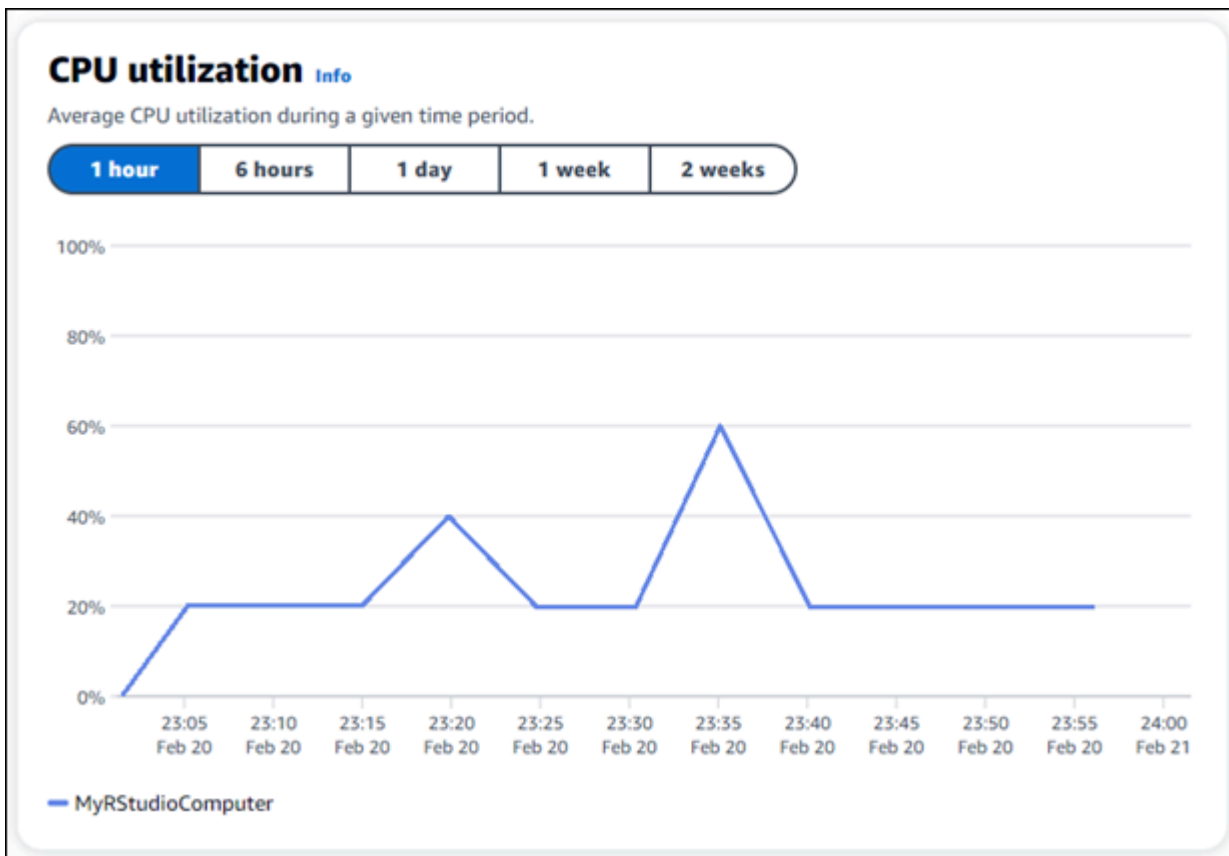 CPU utilization Info
Average CPU utilization during a given time period.
1 hour 6 hours 1 day 1 week 2 weeks
100%
80%
60%
40%
20%
0%
23:05 23:10 23:15 23:20 23:25 23:30 23:35 23:40 23:45 23:50 23:55 24:00
Feb 20 Feb 20 Feb 20 Feb 20 Feb 20 Feb 20 Feb 20 Feb 20 Feb 20 Feb 20 Feb 20 Feb 21
MyRStudioComputer